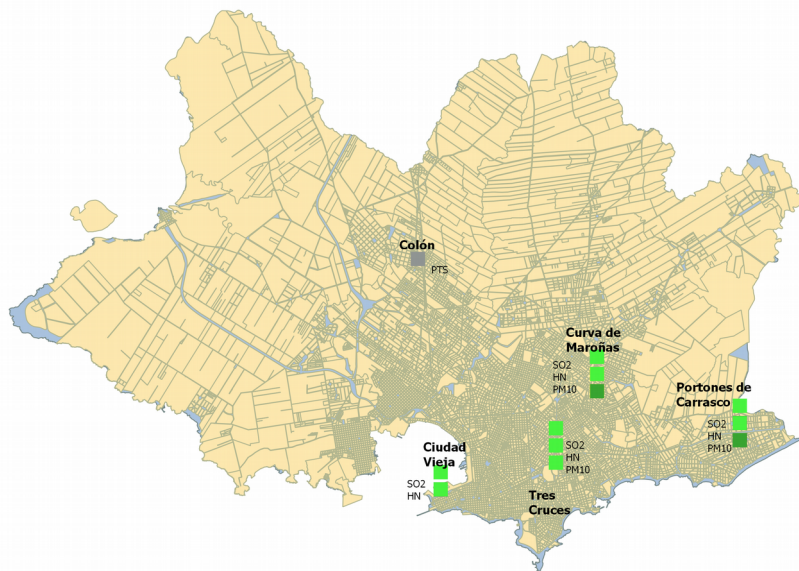 Colón
PTS
Curva de
Maroñas
SO2
HN
PM10
Portones de
Carrasco
SO2
HN
PM10
SO2
HN
PM10
Ciudad
Vieja
SO2
HN
Tres
Cruces